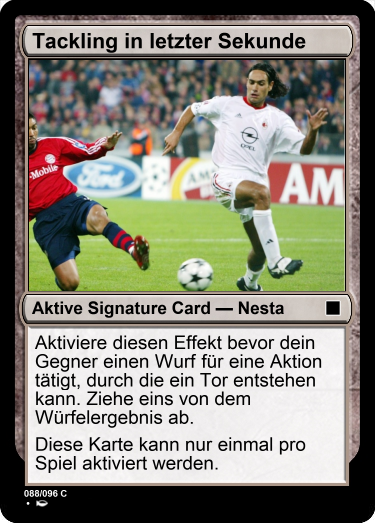 Tackling in letzter Sekunde
·Mobile·
Ford
OPEL
AM
Aktive Signature Card — Nesta
Aktiviere diesen Effekt bevor dein
Gegner einen Wurf für eine Aktion
tätigt, durch die ein Tor entstehen
kann. Ziehe eins von dem
Würfelergebnis ab.
Diese Karte kann nur einmal pro
Spiel aktiviert werden.
088/096 C